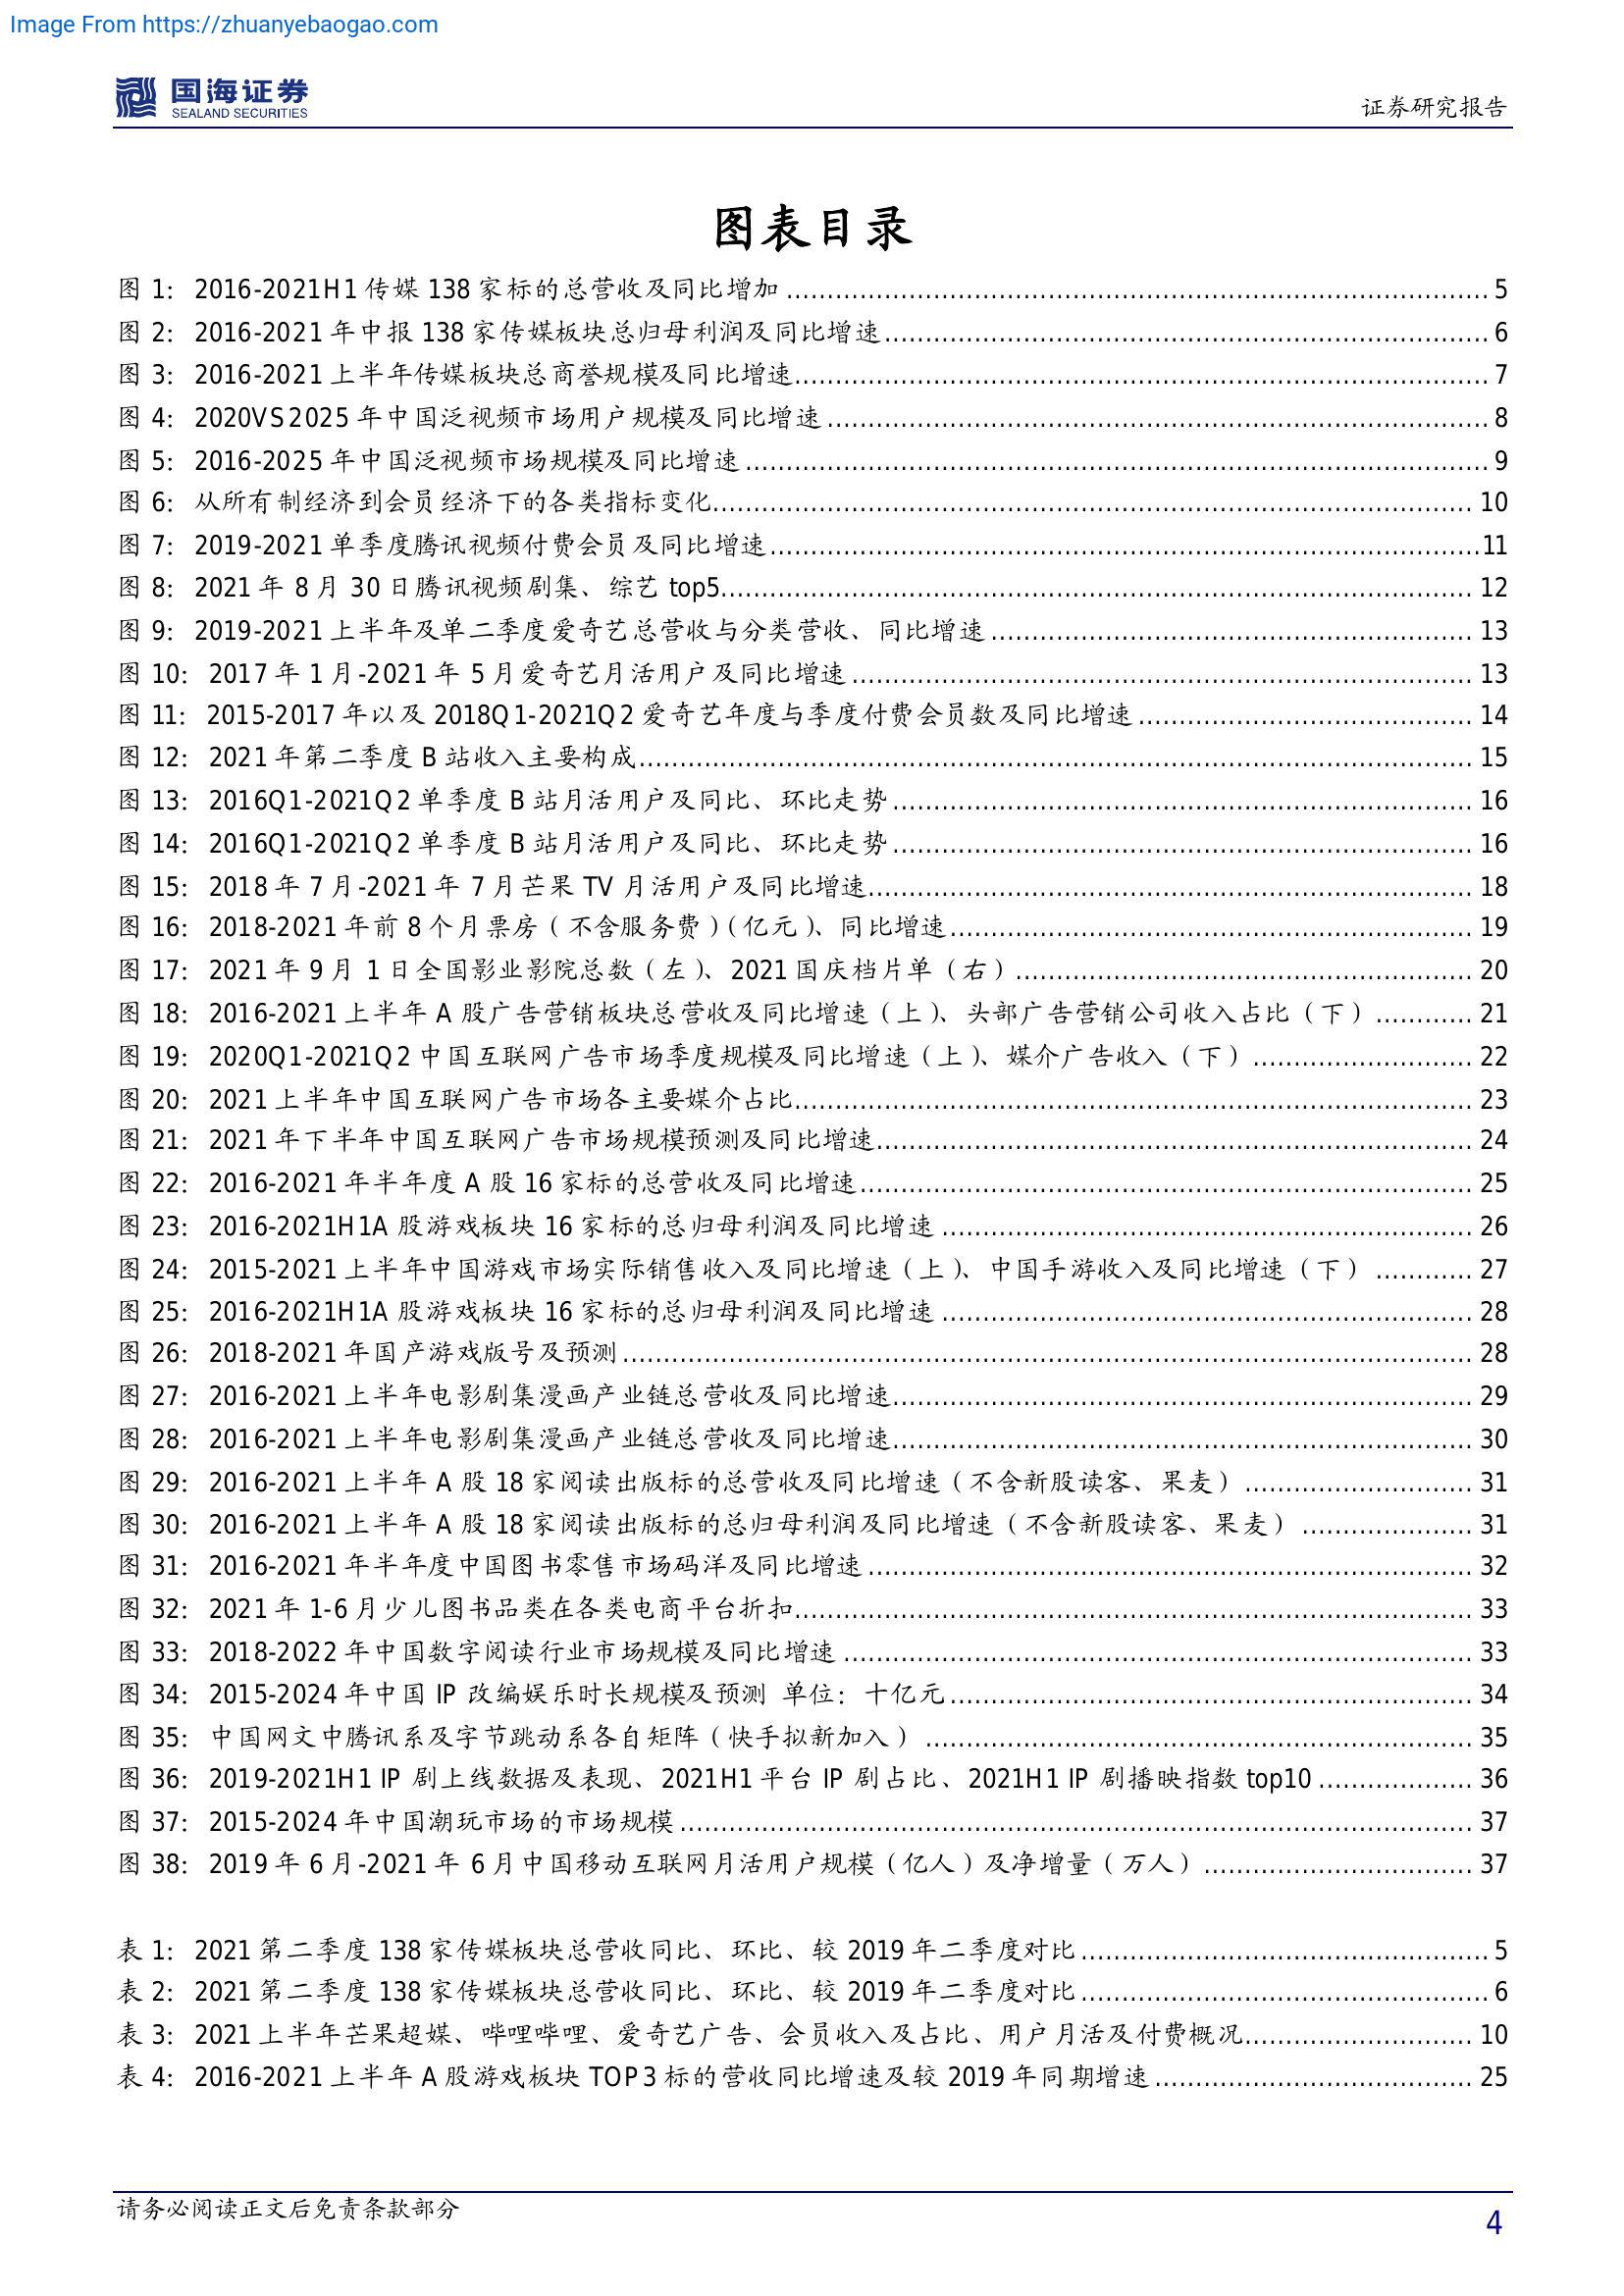 Image From https://zhuanyebaogao.com
国海证券
SEALAND SECURITIES
证券研究报告
图表目录
图 1: 2016-2021H1传媒 138 家标的总营收及同比增加 ........ 5
图 2: 2016-2021 年中报 138 家传媒板块总归母利润及同比增速 ........ 6
图 3: 2016-2021 上半年传媒板块总商誉规模及同比增速 ........ 7
图 4: 2020VS2025 年中国泛视频市场用户规模及同比增速 ........ 8
图 5: 2016-2025 年中国泛视频市场规模及同比增速 ........ 9
图 6: 从所有制经济到会员经济下的各类指标变化 ........ 10
图 7: 2019-2021 单季度腾讯视频付费会员及同比增速 ........ 11
图 8: 2021 年 8 月 30 日腾讯视频剧集、综艺 top5 ........ 12
图 9: 2019-2021 上半年及单二季度爱奇艺总营收与分类营收、同比增速 ........ 13
图 10: 2017 年 1 月-2021 年 5 月爱奇艺月活用户及同比增速 ........ 13
图 11: 2015-2017 年以及 2018Q1-2021Q2 爱奇艺年度与季度付费会员数及同比增速 ........ 14
图 12: 2021 年第二季度 B 站收入主要构成 ........ 15
图 13: 2016Q1-2021Q2 单季度 B 站月活用户及同比、环比走势 ........ 16
图 14: 2016Q1-2021Q2 单季度 B 站月活用户及同比、环比走势 ........ 16
图 15: 2018 年 7 月-2021 年 7 月芒果 TV 月活用户及同比增速 ........ 18
图 16: 2018-2021 年前 8 个月票房（不含服务费）（亿元）、同比增速 ........ 19
图 17: 2021 年 9 月 1 日全国影业影院总数（左）、2021 国庆档片单（右） ........ 20
图 18: 2016-2021 上半年 A 股广告营销板块总营收及同比增速（上）、头部广告营销公司收入占比（下） ........ 21
图 19: 2020Q1-2021Q2 中国互联网广告市场季度规模及同比增速（上）、媒介广告收入（下） ........ 22
图 20: 2021 上半年中国互联网广告市场各主要媒介占比 ........ 23
图 21: 2021 年下半年中国互联网广告市场规模预测及同比增速 ........ 24
图 22: 2016-2021 年半年度 A 股 16 家标的总营收及同比增速 ........ 25
图 23: 2016-2021H1A 股游戏板块 16 家标的总归母利润及同比增速 ........ 26
图 24: 2015-2021 上半年中国游戏市场实际销售收入及同比增速（上）、中国手游收入及同比增速（下） ........ 27
图 25: 2016-2021H1A 股游戏板块 16 家标的总归母利润及同比增速 ........ 28
图 26: 2018-2021 年国产游戏版号及预测 ........ 28
图 27: 2016-2021 上半年电影剧集漫画产业链总营收及同比增速 ........ 29
图 28: 2016-2021 上半年电影剧集漫画产业链总营收及同比增速 ........ 30
图 29: 2016-2021 上半年 A 股 18 家阅读出版标的总营收及同比增速（不含新股读客、果麦） ........ 31
图 30: 2016-2021 上半年 A 股 18 家阅读出版标的总归母利润及同比增速（不含新股读客、果麦） ........ 31
图 31: 2016-2021 年半年度中国图书零售市场码洋及同比增速 ........ 32
图 32: 2021 年 1-6 月少儿图书品类在各类电商平台折扣 ........ 33
图 33: 2018-2022 年中国数字阅读行业市场规模及同比增速 ........ 33
图 34: 2015-2024 年中国 IP 改编娱乐时长规模及预测 单位：十亿元 ........ 34
图 35: 中国网文中腾讯系及字节跳动系各自矩阵（快手拟新加入） ........ 35
图 36: 2019-2021H1 IP 剧上线数据及表现、2021H1 平台 IP 剧占比、2021H1 IP 剧播映指数 top10 ........ 36
图 37: 2015-2024 年中国潮玩市场的市场规模 ........ 37
图 38: 2019 年 6 月-2021 年 6 月中国移动互联网月活用户规模（亿人）及净增量（万人） ........ 37
表 1: 2021 第二季度 138 家传媒板块总营收同比、环比、较 2019 年二季度对比 ........ 5
表 2: 2021 第二季度 138 家传媒板块总营收同比、环比、较 2019 年二季度对比 ........ 6
表 3: 2021 上半年芒果超媒、哔哩哔哩、爱奇艺广告、会员收入及占比、用户月活及付费概况 ........ 10
表 4: 2016-2021 上半年 A 股游戏板块 TOP3 标的营收同比增速及较 2019 年同期增速 ........ 25
请务必阅读正文后免责条款部分
4